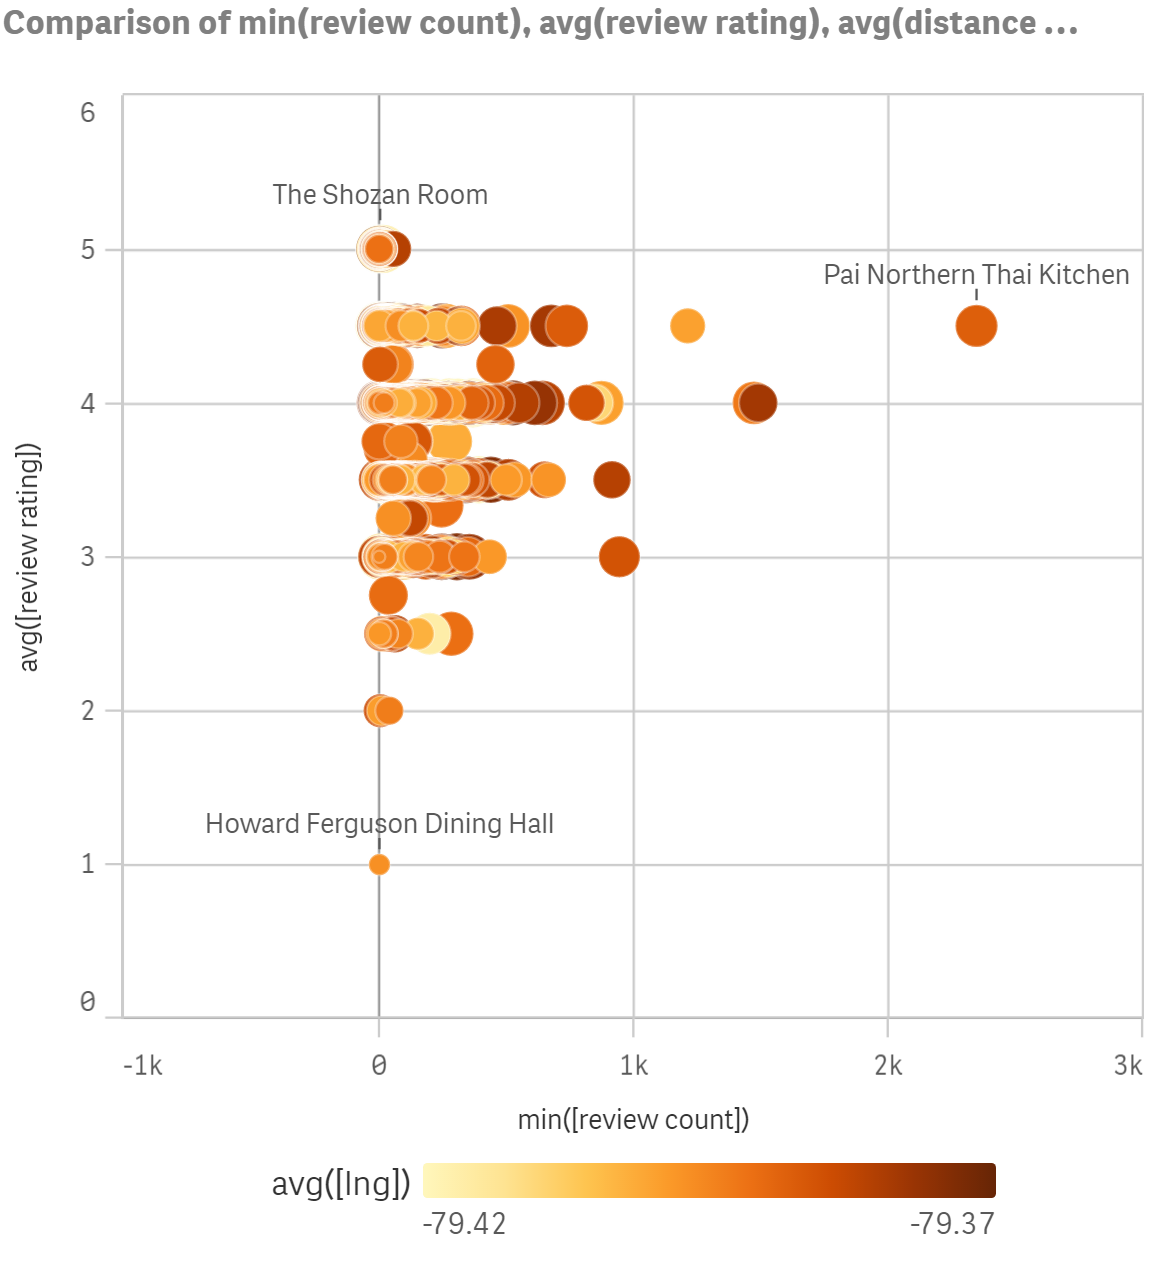 Comparison of min(review count), avg(review rating), avg(distance ...
6
The Shozan Room
5
Pai Northern Thai Kitchen
4
avg([review rating])
3
2
Howard Ferguson Dining Hall
1
0
-1k 0 1k 2k 3k
min([review count])
avg([lng])
-79.42 -79.37